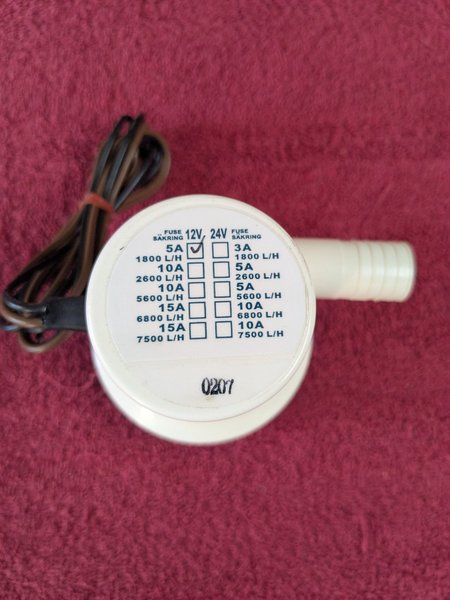 FUSE 12V 24V FUSE
SÄKRING SÄKRING
5A ✓ 3A
1800 L/H 1800 L/H
10A 5A
2600 L/H 2600 L/H
10A 5A
5600 L/H 5600 L/H
15A 10A
6800 L/H 6800 L/H
15A 10A
7500 L/H 7500 L/H
0207